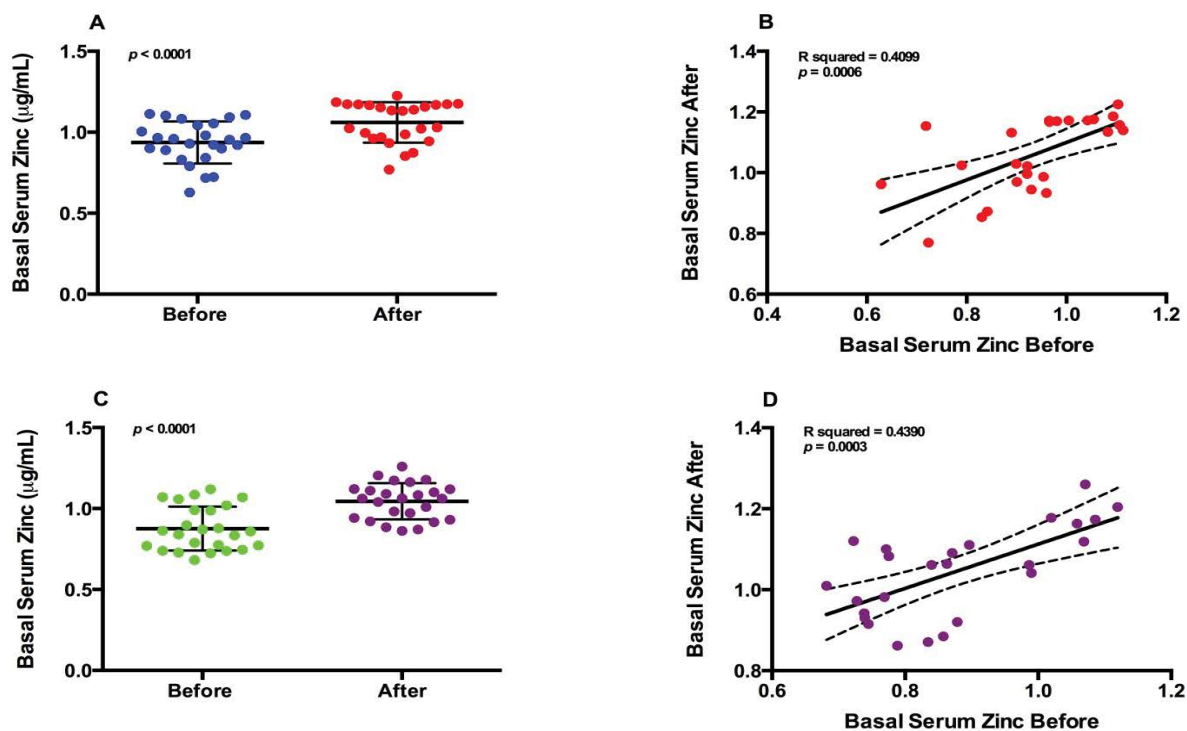 A
Basal Serum Zinc (µg/mL)
p < 0.0001
1.5
1.0
0.5
0.0
Before
After
B
Basal Serum Zinc After
R squared = 0.4099
p = 0.0006
1.4
1.2
1.0
0.8
0.6
0.4
0.6
0.8
1.0
1.2
Basal Serum Zinc Before
C
Basal Serum Zinc (µg/mL)
p < 0.0001
1.5
1.0
0.5
0.0
Before
After
D
Basal Serum Zinc After
R squared = 0.4390
p = 0.0003
1.4
1.2
1.0
0.8
0.6
0.8
1.0
1.2
Basal Serum Zinc Before